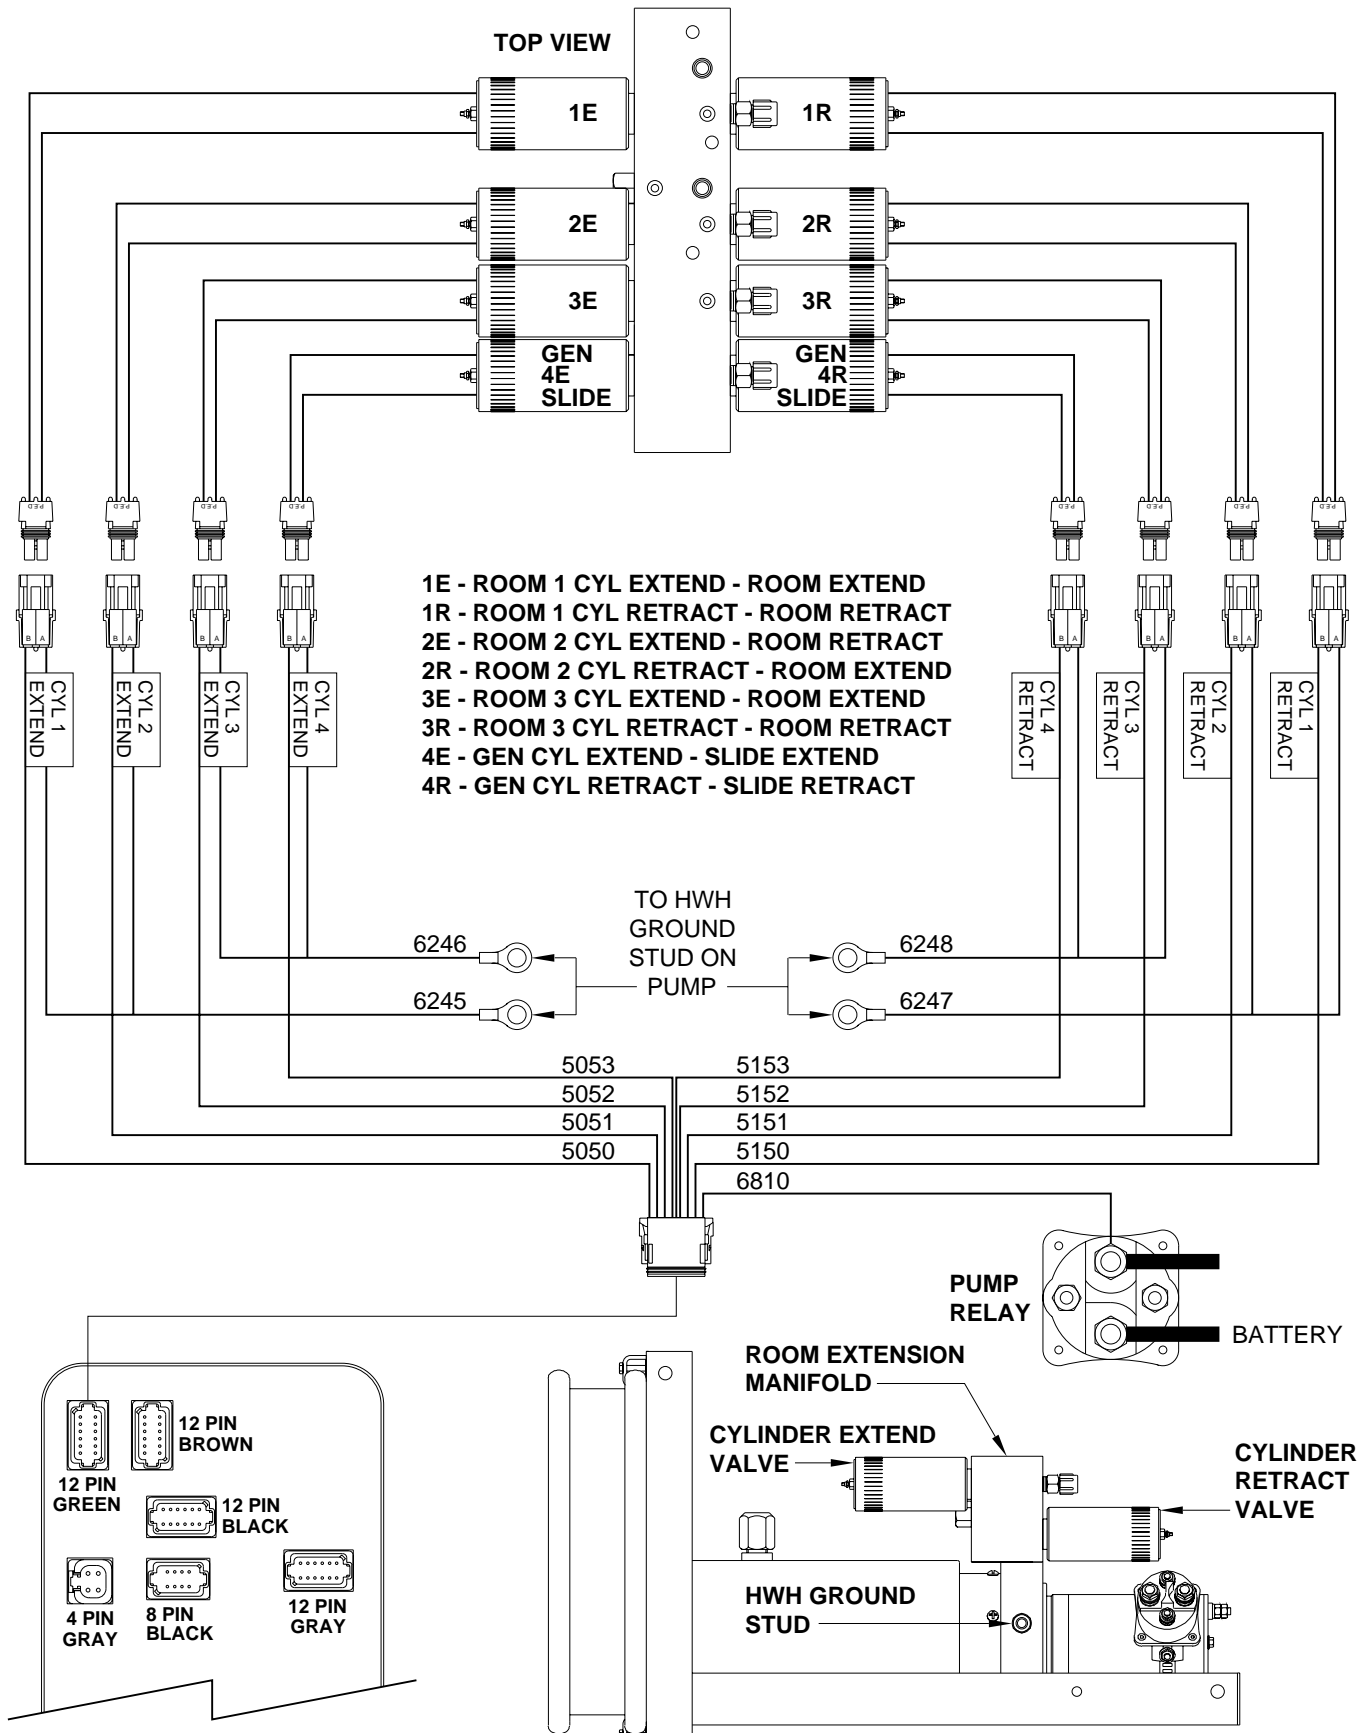 TOP VIEW
1E
1R
2E
2R
3E
3R
GEN
4E
SLIDE
GEN
4R
SLIDE
P.E.D
P.E.D
P.E.D
P.E.D
P.E.D
P.E.D
P.E.D
P.E.D
B A
B A
B A
B A
B A
B A
B A
B A
CYL 1
EXTEND
CYL 2
EXTEND
CYL 3
EXTEND
CYL 4
EXTEND
1E - ROOM 1 CYL EXTEND - ROOM EXTEND
1R - ROOM 1 CYL RETRACT - ROOM RETRACT
2E - ROOM 2 CYL EXTEND - ROOM RETRACT
2R - ROOM 2 CYL RETRACT - ROOM EXTEND
3E - ROOM 3 CYL EXTEND - ROOM EXTEND
3R - ROOM 3 CYL RETRACT - ROOM RETRACT
4E - GEN CYL EXTEND - SLIDE EXTEND
4R - GEN CYL RETRACT - SLIDE RETRACT
CYL 4
RETRACT
CYL 3
RETRACT
CYL 2
RETRACT
CYL 1
RETRACT
TO HWH
GROUND
STUD ON
PUMP
6246
6248
6245
6247
5053
5153
5052
5152
5051
5151
5050
5150
6810
PUMP
RELAY
BATTERY
12 PIN
GREEN
12 PIN
BROWN
12 PIN
BLACK
4 PIN
GRAY
8 PIN
BLACK
12 PIN
GRAY
ROOM EXTENSION
MANIFOLD
CYLINDER EXTEND
VALVE
CYLINDER
RETRACT
VALVE
HWH GROUND
STUD